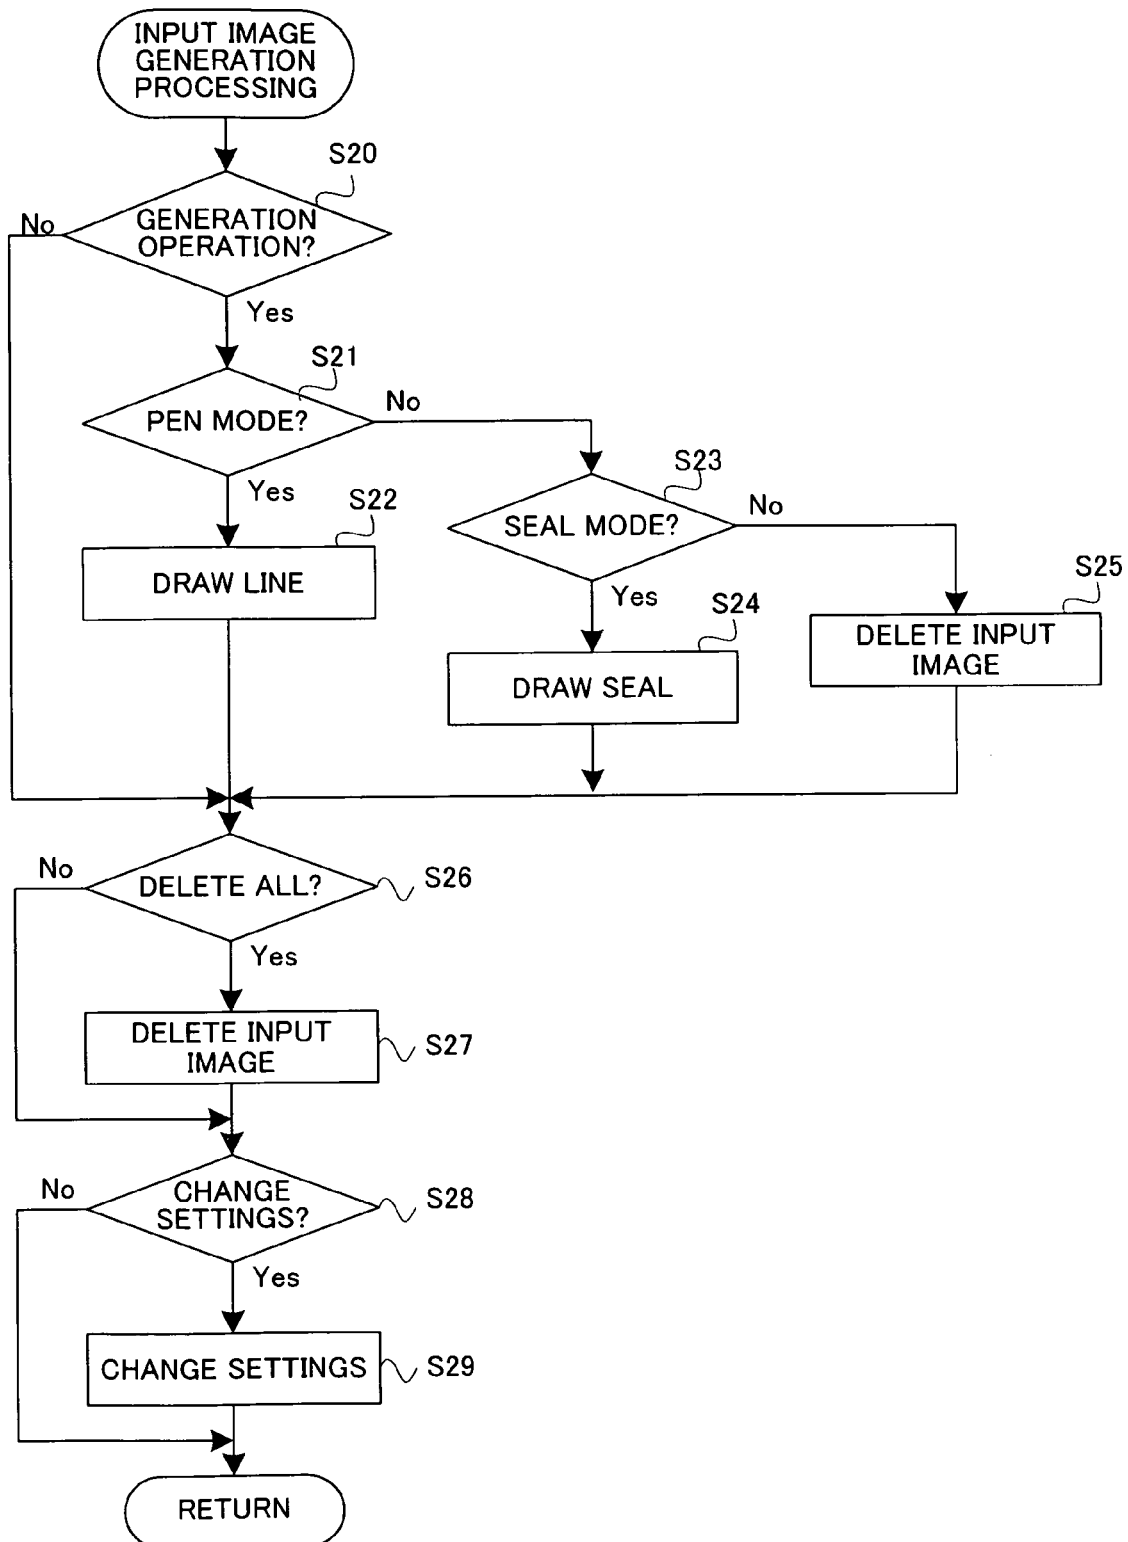 INPUT IMAGE
GENERATION
PROCESSING
S20
No
GENERATION
OPERATION?
Yes
S21
PEN MODE?
No
Yes
S23
SEAL MODE?
No
S22
DRAW LINE
Yes
S24
DRAW SEAL
S25
DELETE INPUT
IMAGE
No
DELETE ALL?
S26
Yes
DELETE INPUT
IMAGE
S27
No
CHANGE
SETTINGS?
S28
Yes
CHANGE SETTINGS
S29
RETURN